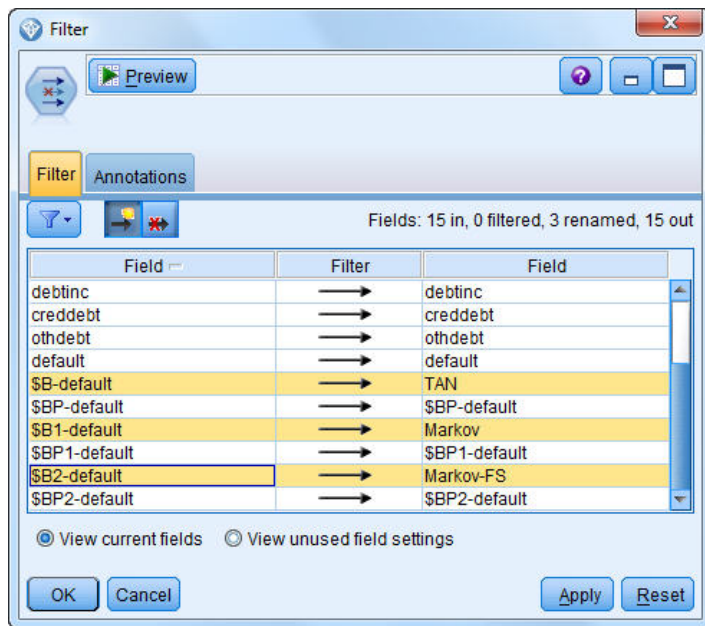 Filter
Preview
Filter Annotations
Fields: 15 in, 0 filtered, 3 renamed, 15 out
Field Filter Field
debtinc debtinc
creddebt creddebt
othdebt othdebt
default default
$B-default TAN
$BP-default $BP-default
$B1-default Markov
$BP1-default $BP1-default
$B2-default Markov-FS
$BP2-default $BP2-default
View current fields View unused field settings
OK Cancel Apply Reset